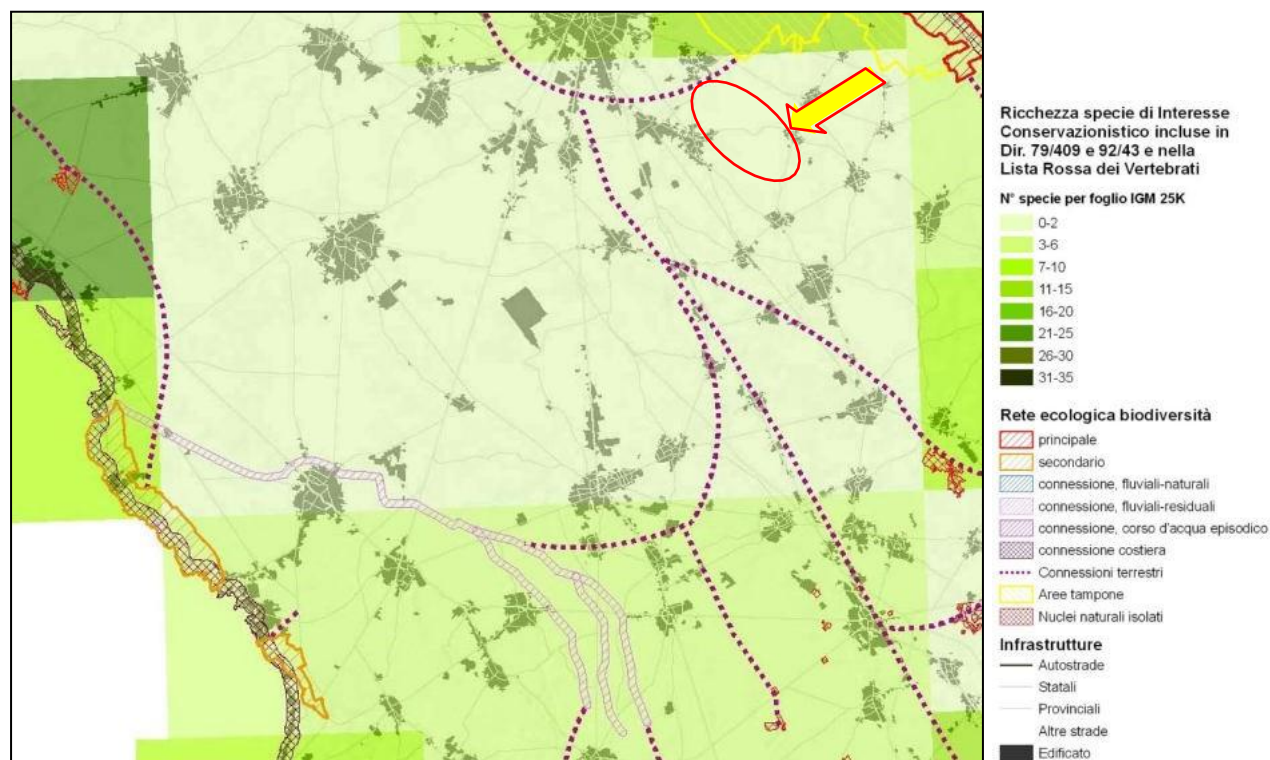 Ricchezza specie di Interesse
Conservazionistico incluse in
Dir. 79/409 e 92/43 e nella
Lista Rossa dei Vertebrati
N° specie per foglio IGM 25K
0-2
3-6
7-10
11-15
16-20
21-25
26-30
31-35
Rete ecologica biodiversità
principale
secondario
connessione, fluviali-naturali
connessione, fluviali-residuali
connessione, corso d'acqua episodico
connessione costiera
Connessioni terrestri
Aree tampone
Nuclei naturali isolati
Infrastrutture
Autostrade
Statali
Provinciali
Altre strade
Edificato